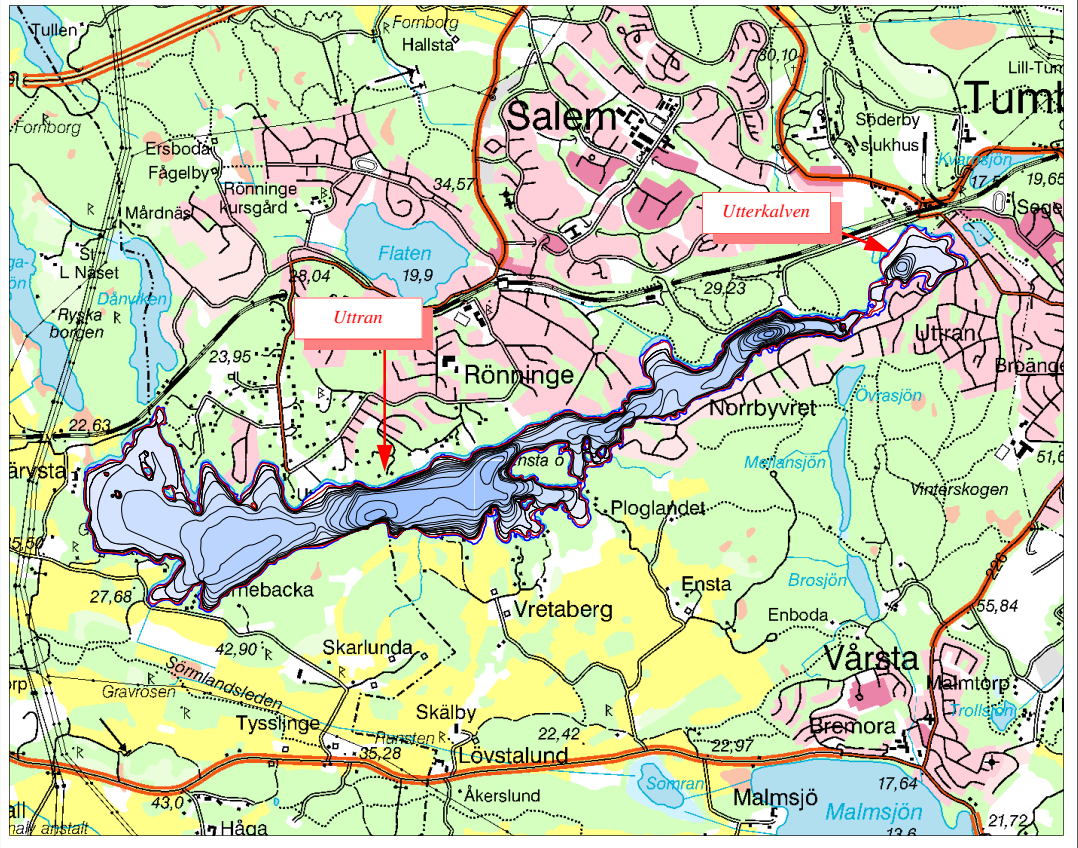 Tullen
Fornborg
Hallsta
30,10
Lill-Tum
Tumb
Salem
Söderby
sjukhus
Fornborg
Ersboda
Fågelby
Kvarnsjön
17,5
19,65
34,57
Rönninge
kursgård
R
Mårdnäs
Utterkalven
Sege
St
L Näset
Flaten
19,9
28,04
29,23
U
Dånviken
Ryska
borgen
R
Uttran
Uttran
23,95
Rönninge
Broänge
Norrbyvret
Övrasjön
22,63
ärysta
Ensta ö
Mellansjön
51,6
Vinterskogen
Ploglandet
225
27,68
Brosjön
Ensta
Vretaberg
55,84
Enboda
42,90
R
Skarlunda
Vårsta
Sörmlandsleden
orp
Gravrösen
R
Malmtorp
Trollsjön
Tysslinge
Skälby
Bremora
Runsten
22,42
22,97
35,28
Lövstalund
17,64
Somran
43,0
Åkerslund
Malmsjö
Malmsjön
21,72
Håga
13,6